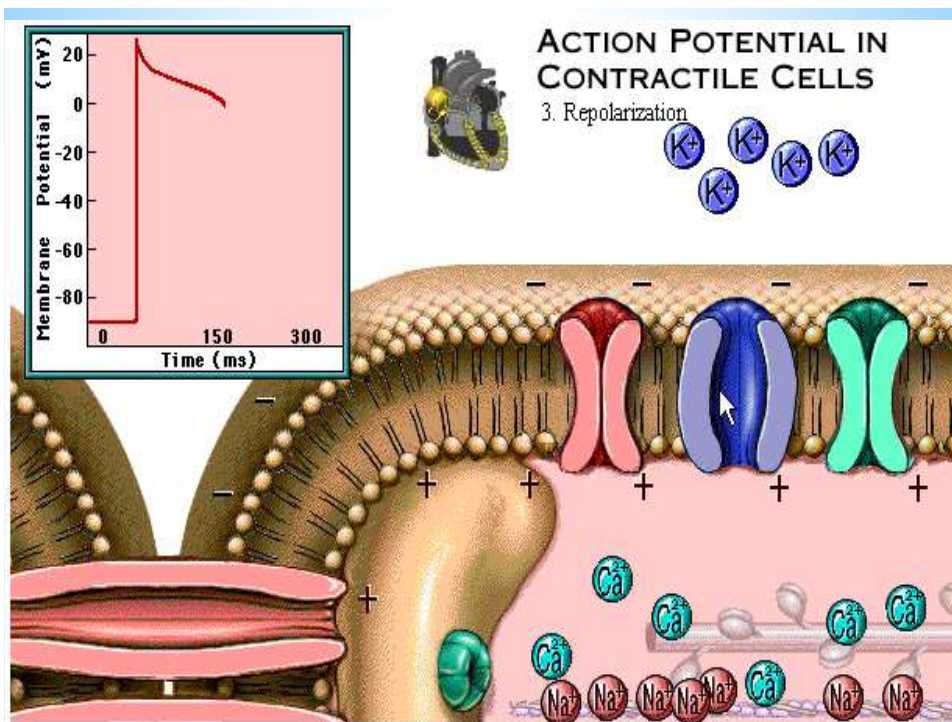 ACTION POTENTIAL IN
CONTRACTILE CELLS
3. Repolarization
Membrane Potential (mV)
20
0
-20
-40
-60
-80
0 150 300
Time (ms)
K+ K+ K+ K+ K+
− − − −
− −
+ + + + +
+
Ca2+
Ca2+ Ca2+ Ca2+
Ca2+ Ca2+
Na+ Na+ Na+ Na+ Na+ Na+ Na+